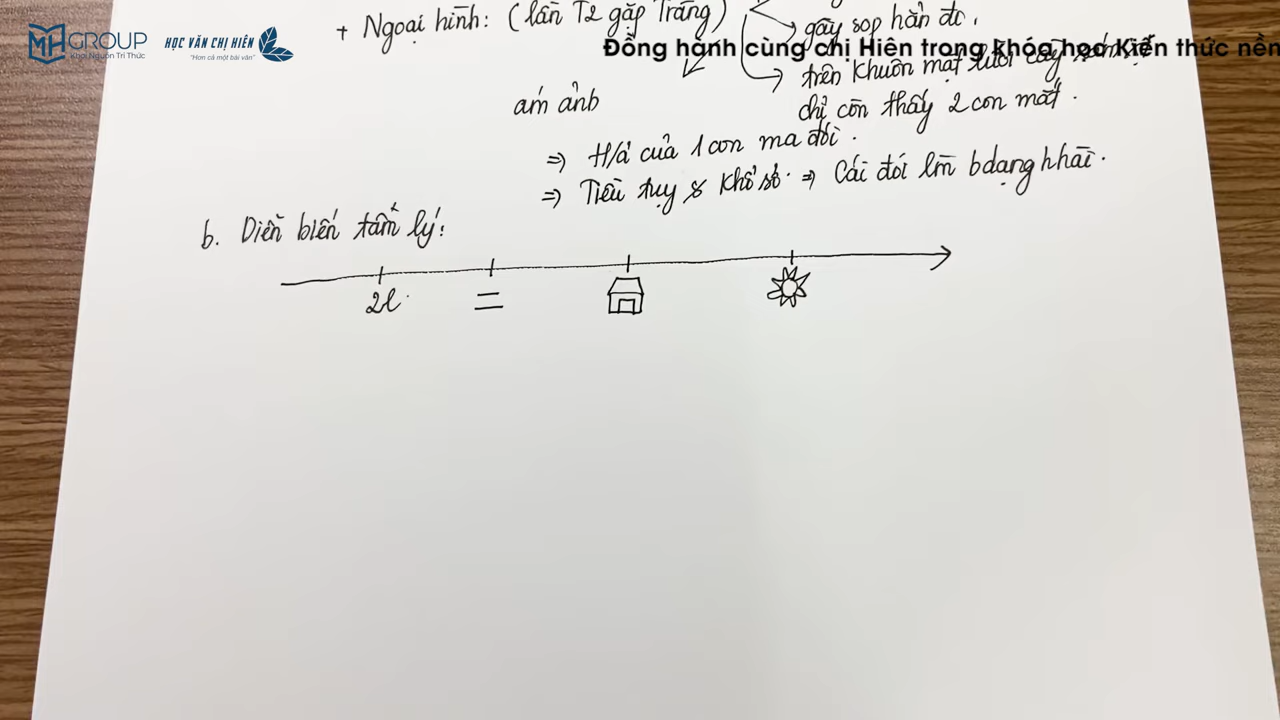 MH GROUP
Khơi Nguồn Tri Thức
HỌC VĂN CHỊ HIÊN
"Hơn cả một bài văn"
Đồng hành cùng chị Hiên trong khóa học Kiến thức nền
+ Ngoại hình: (lần T2 gặp Tràng)
gầy sọp hẳn đi.
trên khuôn mặt lưỡi cày
chỉ còn thấy 2 con mắt.
ám ảnh
=> H/ả của 1 con ma đói.
=> Tiều tụy & khổ sở. => Cái đói lm bdạng
b. Diễn biến tâm lý:
2l